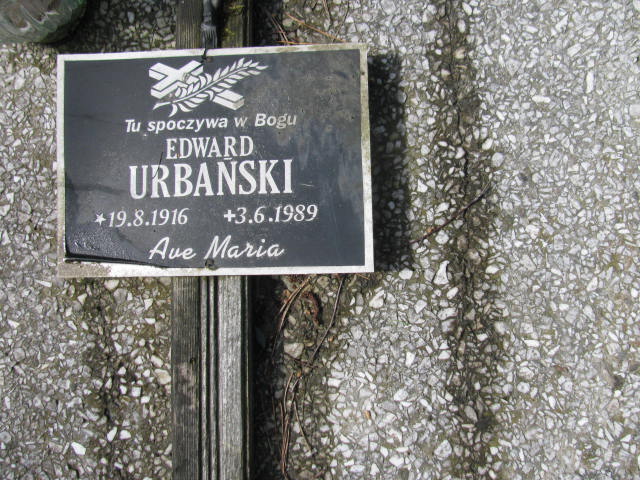 Tu spoczywa w Bogu
EDWARD
URBAŃSKI
★19.8.1916 ✝3.6.1989
Ave Maria